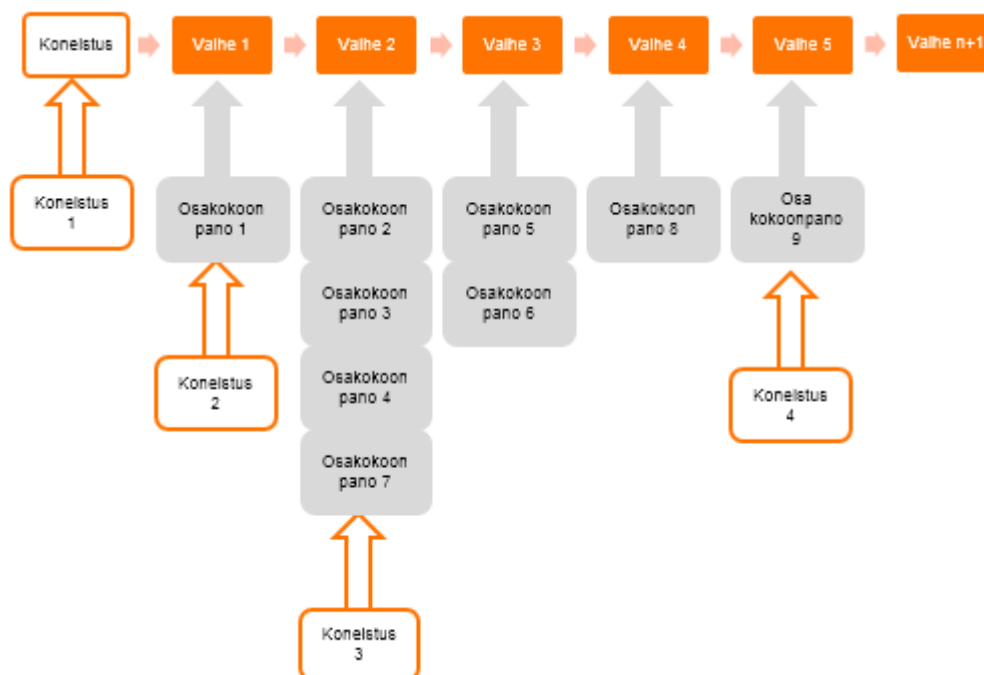 Koneistus
Vaihe 1
Vaihe 2
Vaihe 3
Vaihe 4
Vaihe 5
Vaihe n+1
Koneistus
1
Osakokoon
pano 1
Osakokoon
pano 2
Osakokoon
pano 5
Osakokoon
pano 8
Osa
kokoonpano
9
Osakokoon
pano 3
Osakokoon
pano 6
Koneistus
2
Osakokoon
pano 4
Koneistus
4
Osakokoon
pano 7
Koneistus
3